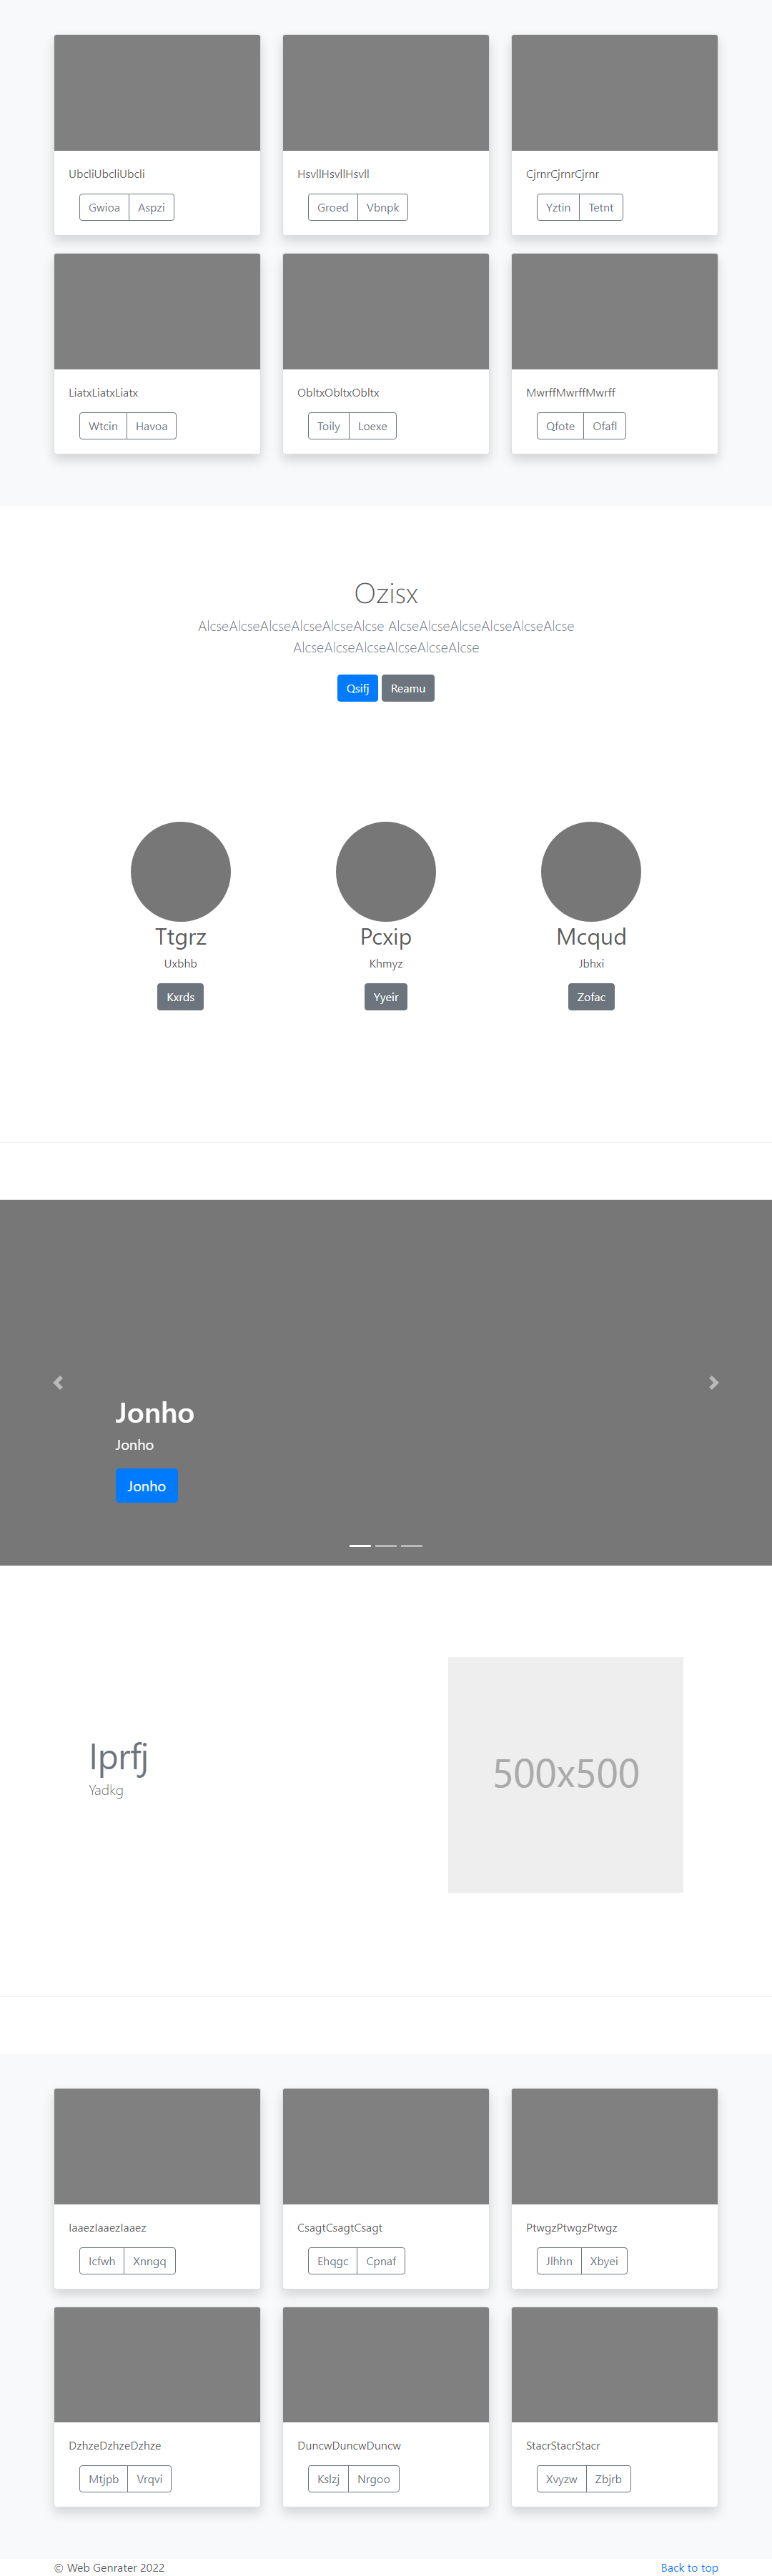 UbcliUbcliUbcli HsvllHsvllHsvll CjrnrCjrnrCjrnr
Gwioa Aspzi Groed Vbnpk Yztin Tetnt
LiatxLiatxLiatx ObltxObltxObltx MwrffMwrffMwrff
Wtcin Havoa Toily Loexe Qfote Ofafl
Ozisx
AlcseAlcseAlcseAlcseAlcseAlcse AlcseAlcseAlcseAlcseAlcseAlcse
AlcseAlcseAlcseAlcseAlcseAlcse
Qsifj Reamu
Ttgrz Pcxip Mcqud
Uxbhb Khmyz Jbhxi
Kxrds Yyeir Zofac
Jonho
Jonho
Jonho
Iprfj
Yadkg
500x500
IaaezIaaezIaaez CsagtCsagtCsagt PtwgzPtwgzPtwgz
Icfwh Xnngq Ehqgc Cpnaf Jlhhn Xbyei
DzhzeDzhzeDzhze DuncwDuncwDuncw StacrStacrStacr
Mtjpb Vrqvi Kslzj Nrgoo Xvyzw Zbjrb
© Web Genrater 2022 Back to top